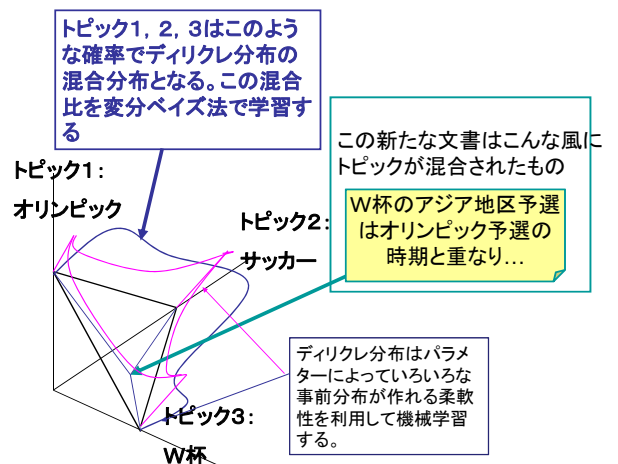 トピック1, 2, 3はこのよう
な確率でディリクレ分布の
混合分布となる。この混合
比を変分ベイズ法で学習す
る
この新たな文書はこんな風に
トピックが混合されたもの
W杯のアジア地区予選
はオリンピック予選の
時期と重なり…
トピック1:
オリンピック
トピック2:
サッカー
ディリクレ分布はパラメ
ターによっていろいろな
事前分布が作れる柔軟
性を利用して機械学習
する。
トピック3:
W杯